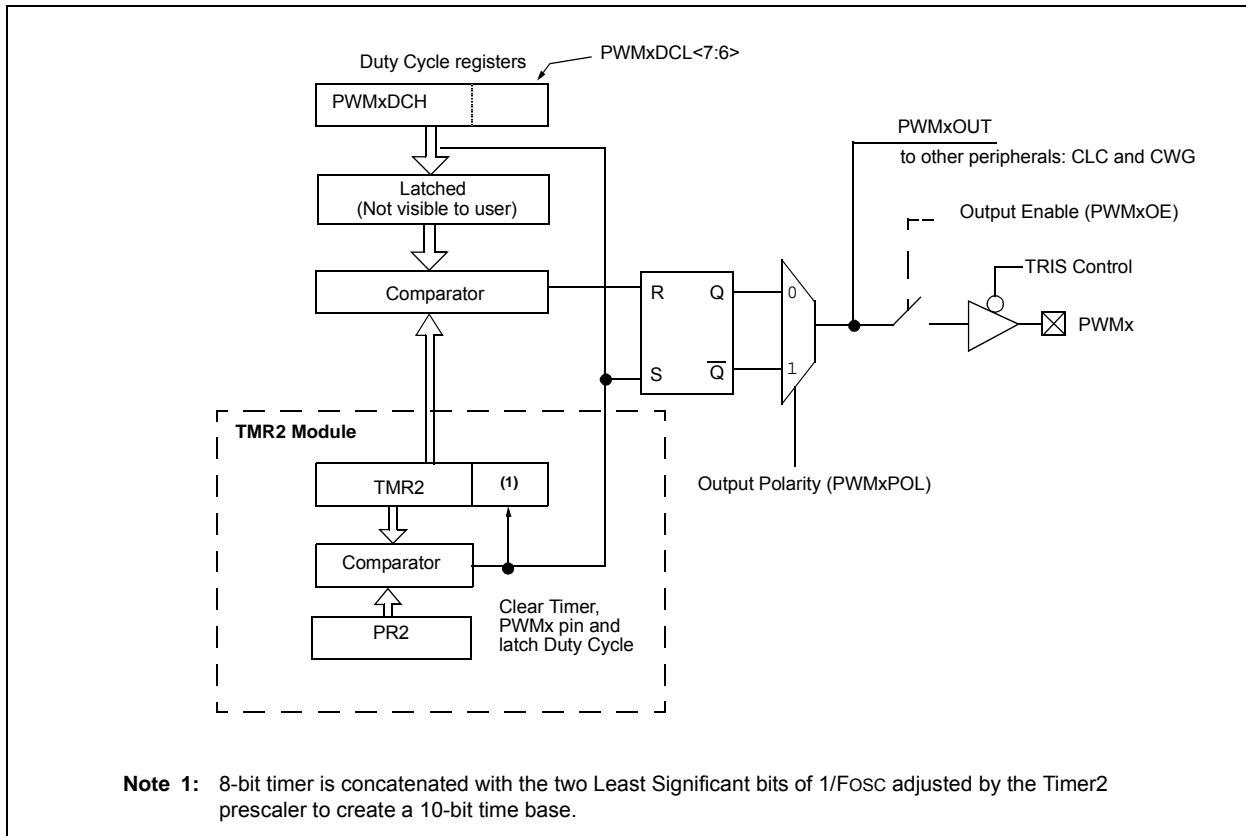 Duty Cycle registers
PWMxDCL<7:6>
PWMxDCH
Latched
(Not visible to user)
Comparator
R
Q
S
Q
0
1
PWMxOUT
to other peripherals: CLC and CWG
Output Enable (PWMxOE)
TRIS Control
PWMx
Output Polarity (PWMxPOL)
TMR2 Module
TMR2
(1)
Comparator
PR2
Clear Timer,
PWMx pin and
latch Duty Cycle
Note 1: 8-bit timer is concatenated with the two Least Significant bits of 1/FOSC adjusted by the Timer2
prescaler to create a 10-bit time base.